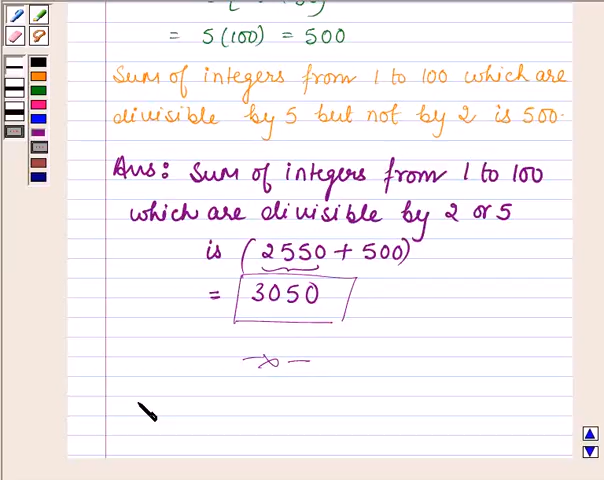 = 5(100) = 500
Sum of integers from 1 to 100 which are
divisible by 5 but not by 2 is 500.
Ans: Sum of integers from 1 to 100
which are divisible by 2 or 5
is (2550 + 500)
= 3050